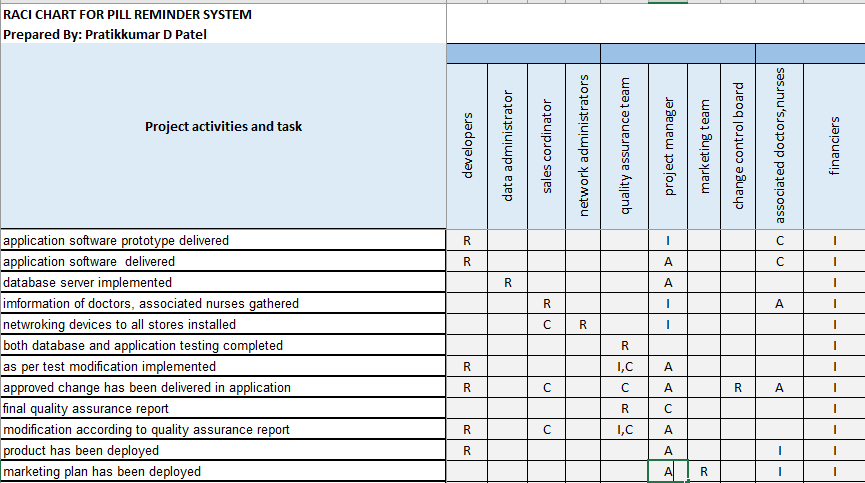 RACI CHART FOR PILL REMINDER SYSTEM
Prepared By: Pratikkumar D Patel
Project activities and task developers data administrator sales cordinator network administrators quality assurance team project manager marketing team change control board associated doctors,nurses financiers
application software prototype delivered R I C I
application software delivered R A C I
database server implemented R A I
imformation of doctors, associated nurses gathered R I A I
netwroking devices to all stores installed C R I I
both database and application testing completed R I
as per test modification implemented R I,C A I
approved change has been delivered in application R C C A R A I
final quality assurance report R C I
modification according to quality assurance report R C I,C A I
product has been deployed R A I I
marketing plan has been deployed A R I I